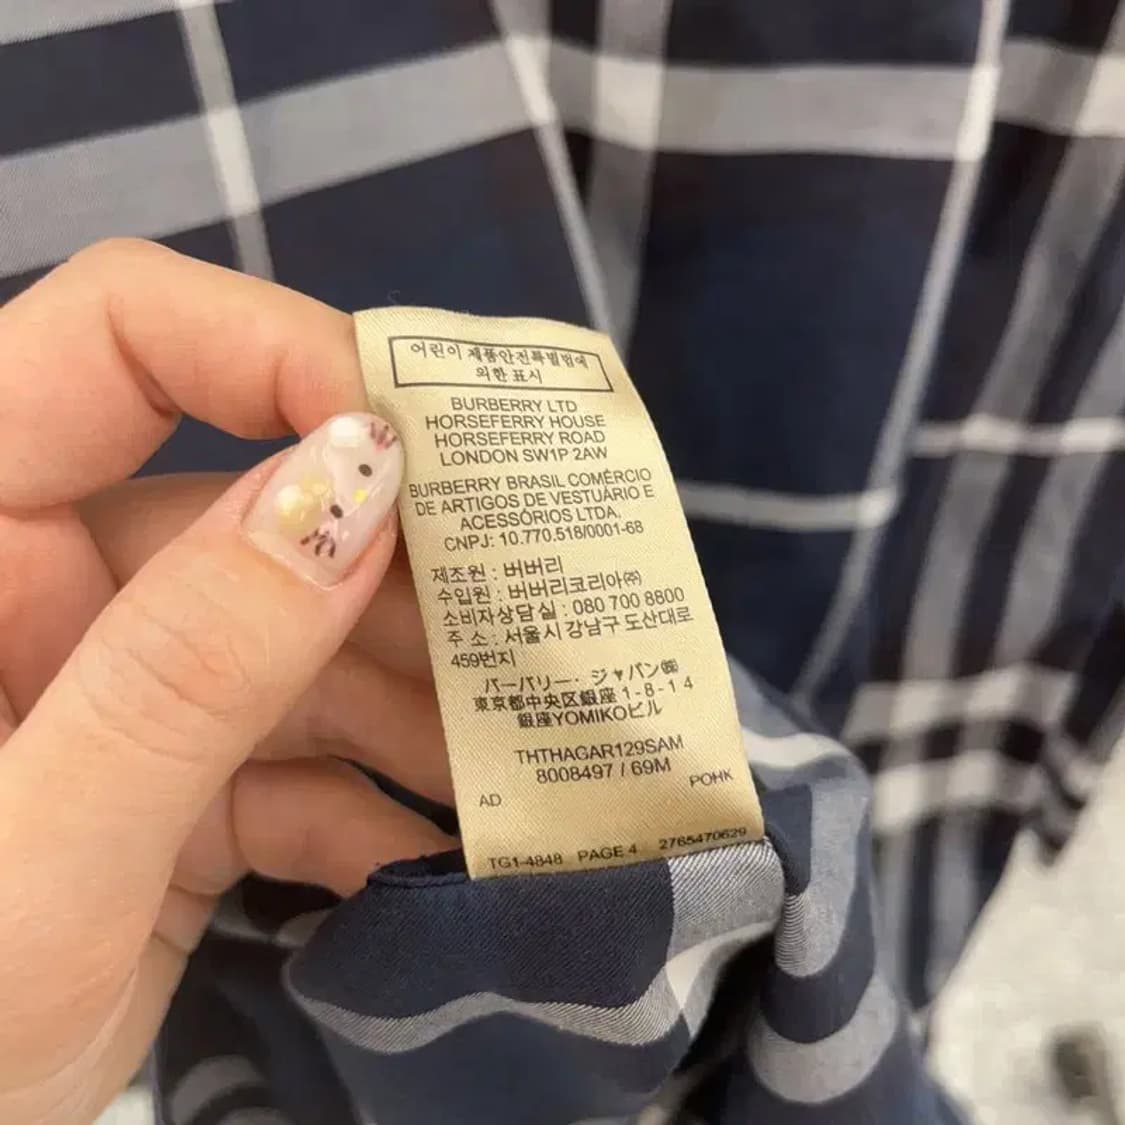 어린이 제품안전특별법에
의한 표시
BURBERRY LTD
HORSEFERRY HOUSE
HORSEFERRY ROAD
LONDON SW1P 2AW
BURBERRY BRASIL COMÉRCIO
DE ARTIGOS DE VESTUÁRIO E
ACESSÓRIOS LTDA.
CNPJ: 10.770.518/0001-68
제조원 : 버버리
수입원 : 버버리코리아㈜
소비자상담실 : 080 700 8800
주 소 : 서울시 강남구 도산대로
459번지
バーバリー・ジャパン㈱
東京都中央区銀座 1-8-14
銀座YOMIKOビル
THTHAGAR129SAM
8008497 / 69M
AD POHK
TG1-4848 PAGE 4 2765470629